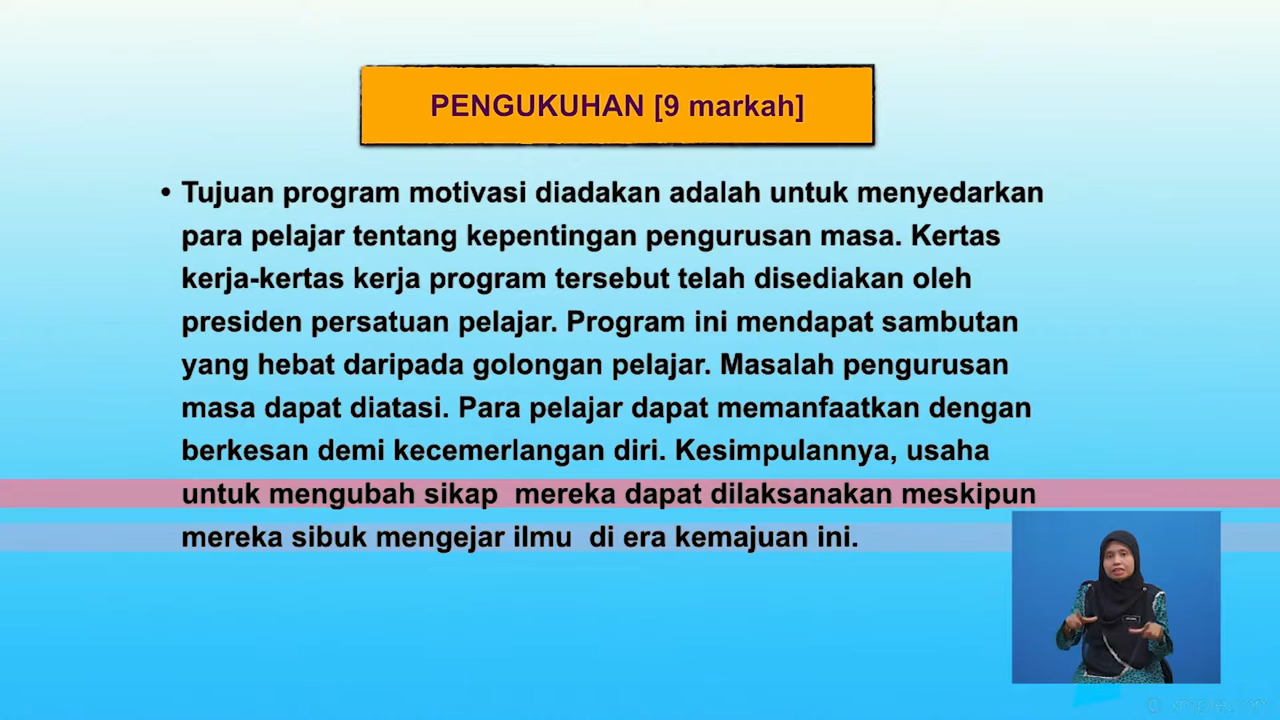 PENGUKUHAN [9 markah]
• Tujuan program motivasi diadakan adalah untuk menyedarkan
para pelajar tentang kepentingan pengurusan masa. Kertas
kerja-kertas kerja program tersebut telah disediakan oleh
presiden persatuan pelajar. Program ini mendapat sambutan
yang hebat daripada golongan pelajar. Masalah pengurusan
masa dapat diatasi. Para pelajar dapat memanfaatkan dengan
berkesan demi kecemerlangan diri. Kesimpulannya, usaha
untuk mengubah sikap mereka dapat dilaksanakan meskipun
mereka sibuk mengejar ilmu di era kemajuan ini.